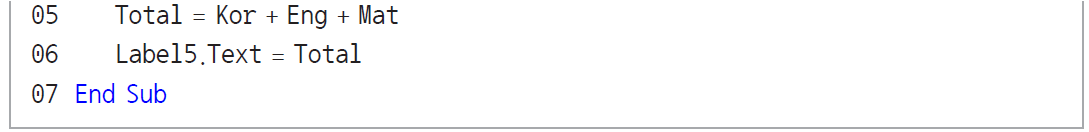 05 Total = Kor + Eng + Mat
06 Label5.Text = Total
07 End Sub